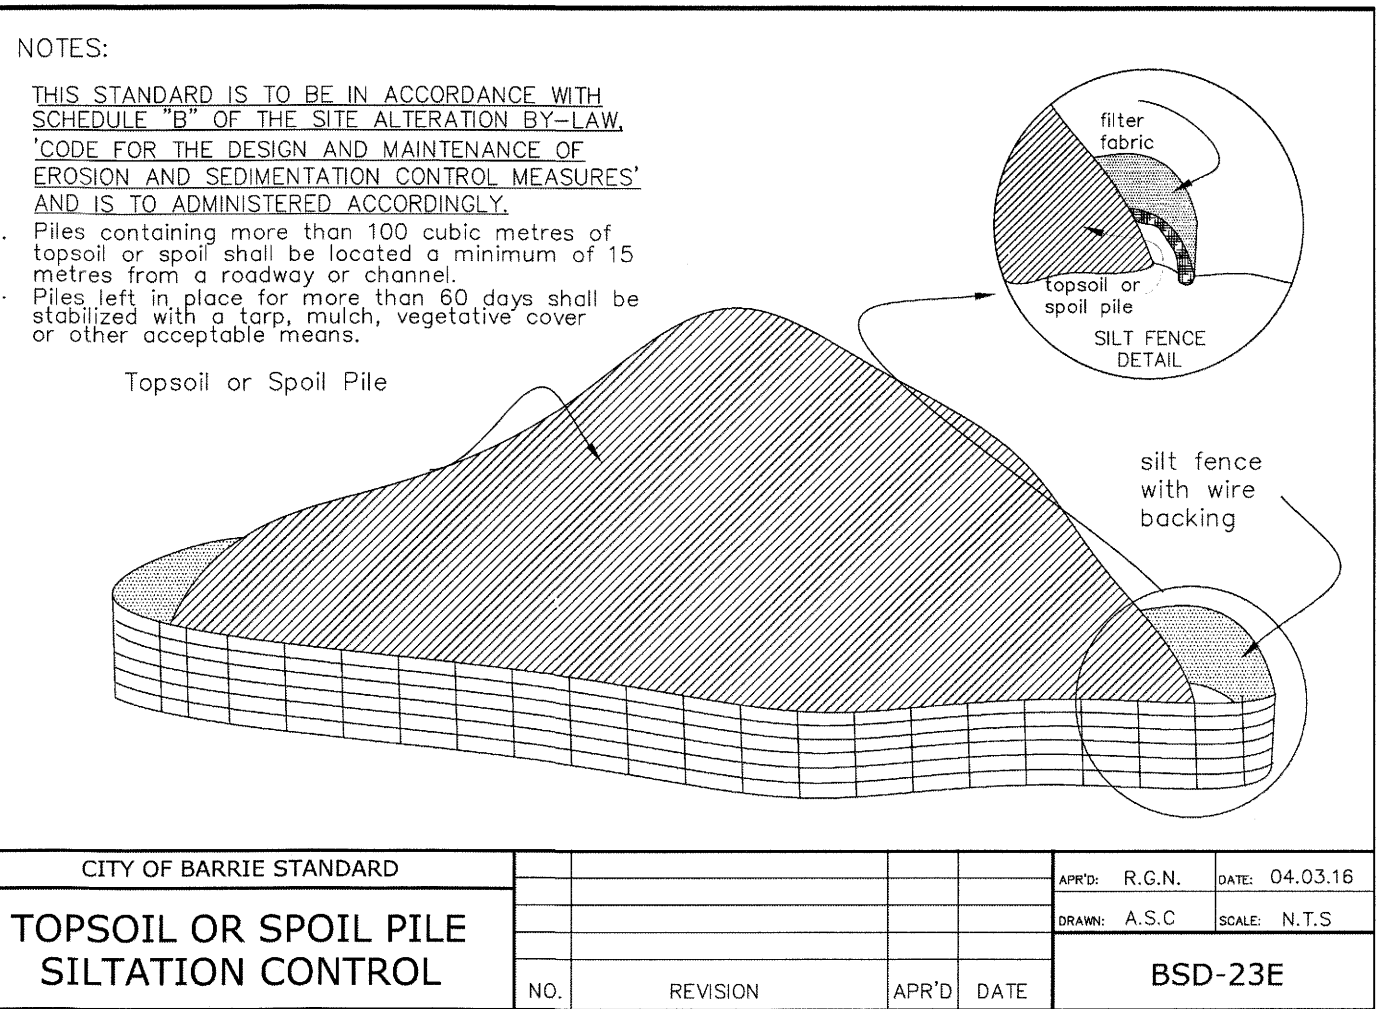 NOTES:
THIS STANDARD IS TO BE IN ACCORDANCE WITH
SCHEDULE "B" OF THE SITE ALTERATION BY-LAW,
'CODE FOR THE DESIGN AND MAINTENANCE OF
EROSION AND SEDIMENTATION CONTROL MEASURES'
AND IS TO ADMINISTERED ACCORDINGLY.
. Piles containing more than 100 cubic metres of
topsoil or spoil shall be located a minimum of 15
metres from a roadway or channel.
. Piles left in place for more than 60 days shall be
stabilized with a tarp, mulch, vegetative cover
or other acceptable means.
Topsoil or Spoil Pile
filter
fabric
topsoil or
spoil pile
SILT FENCE
DETAIL
silt fence
with wire
backing
CITY OF BARRIE STANDARD
TOPSOIL OR SPOIL PILE
SILTATION CONTROL
NO. REVISION APR'D DATE
APR'D: R.G.N. DATE: 04.03.16
DRAWN: A.S.C SCALE: N.T.S
BSD-23E